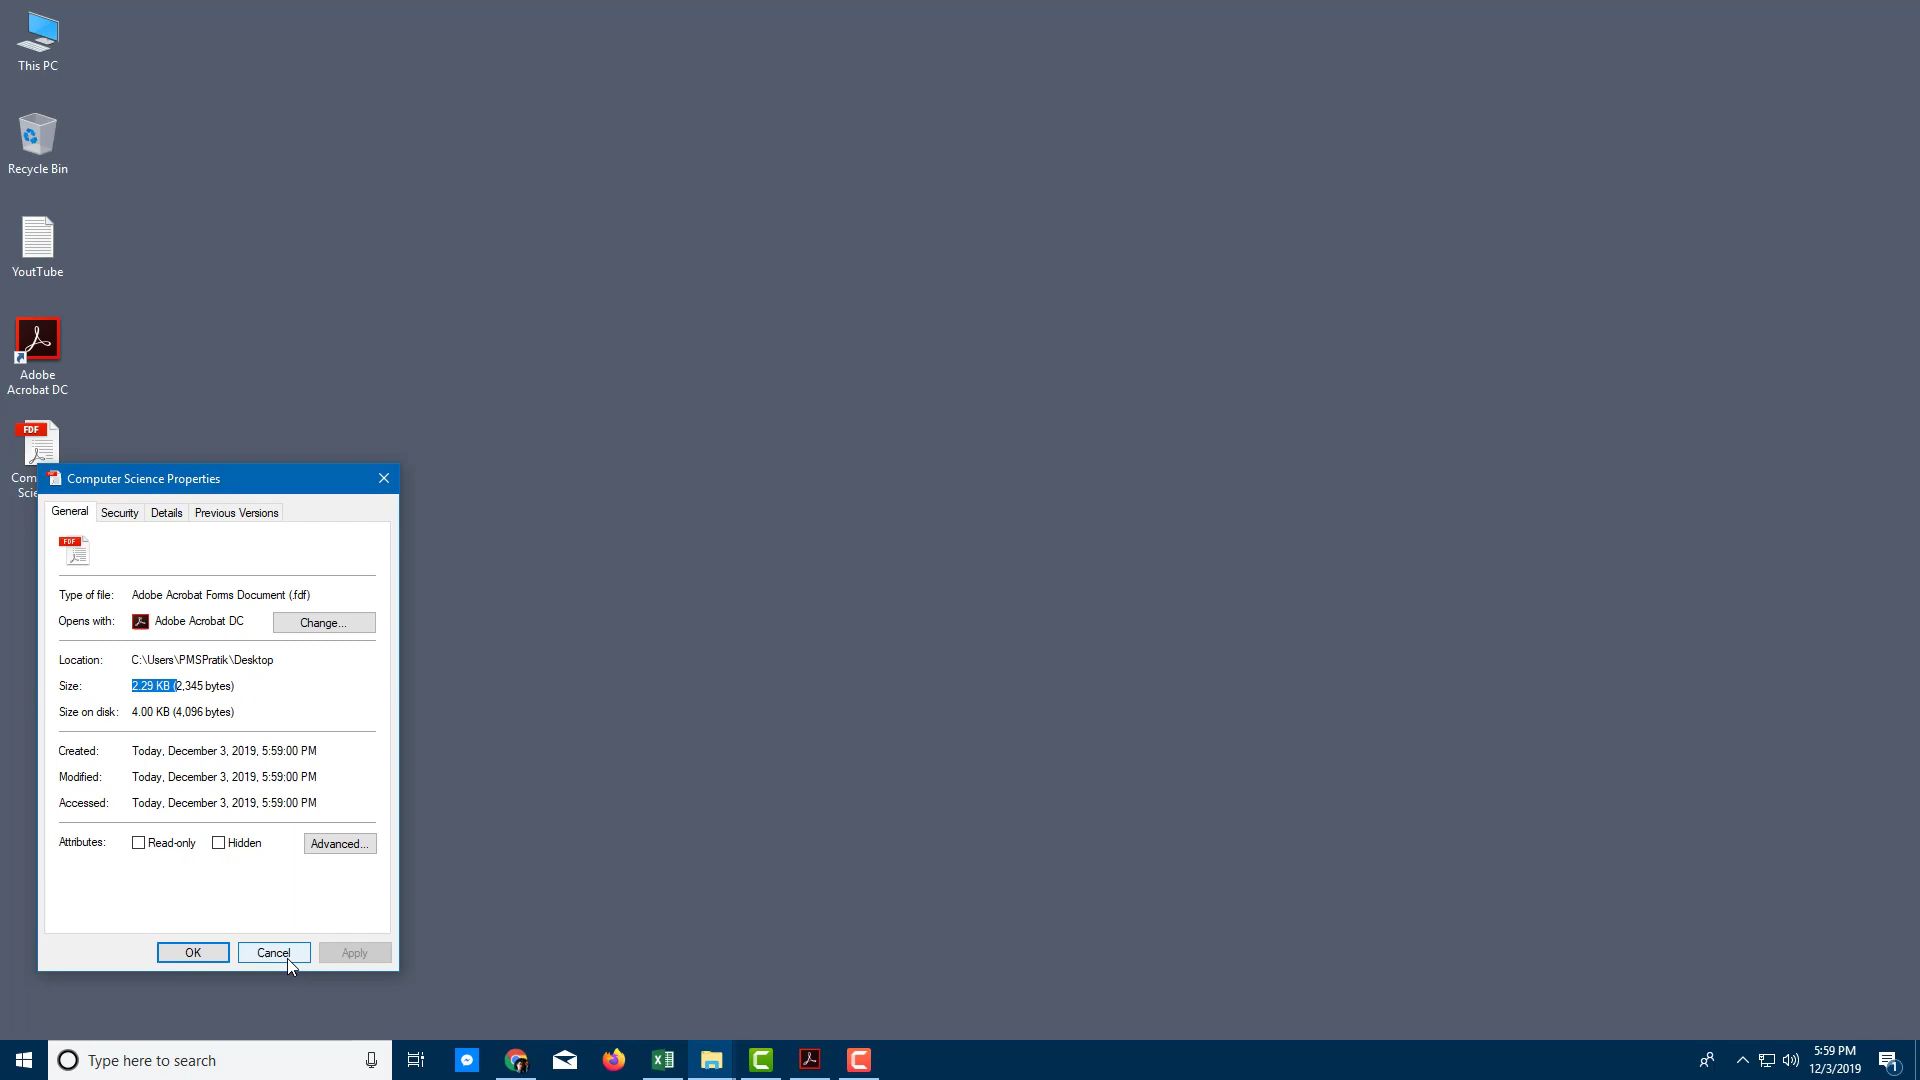 This PC
Recycle Bin
YoutTube
Adobe
Acrobat DC
FDF
Com
Scie
Computer Science Properties
General Security Details Previous Versions
FDF
Type of file: Adobe Acrobat Forms Document (.fdf)
Opens with: Adobe Acrobat DC Change...
Location: C:\Users\PMSPratik\Desktop
Size: 2.29 KB (2,345 bytes)
Size on disk: 4.00 KB (4,096 bytes)
Created: Today, December 3, 2019, 5:59:00 PM
Modified: Today, December 3, 2019, 5:59:00 PM
Accessed: Today, December 3, 2019, 5:59:00 PM
Attributes: Read-only Hidden Advanced...
OK Cancel Apply
Type here to search
5:59 PM
12/3/2019
1